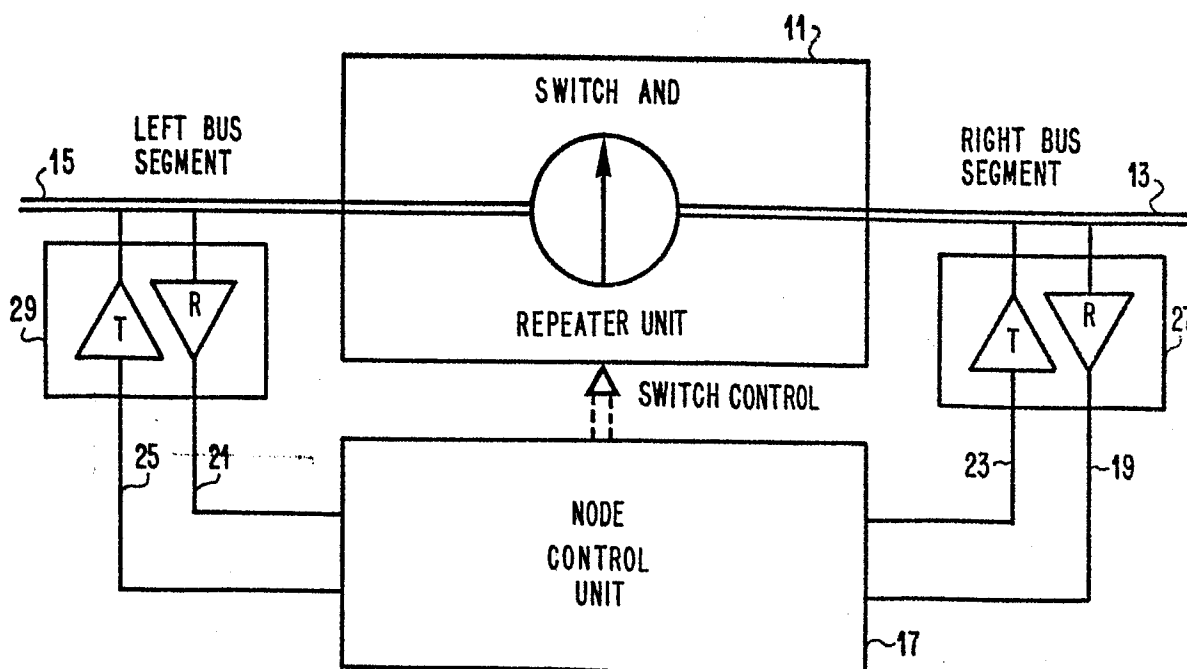 11
SWITCH AND
LEFT BUS
SEGMENT
15
RIGHT BUS
SEGMENT
13
29
T
R
REPEATER UNIT
T
R
27
SWITCH CONTROL
25
21
23
19
NODE
CONTROL
UNIT
17